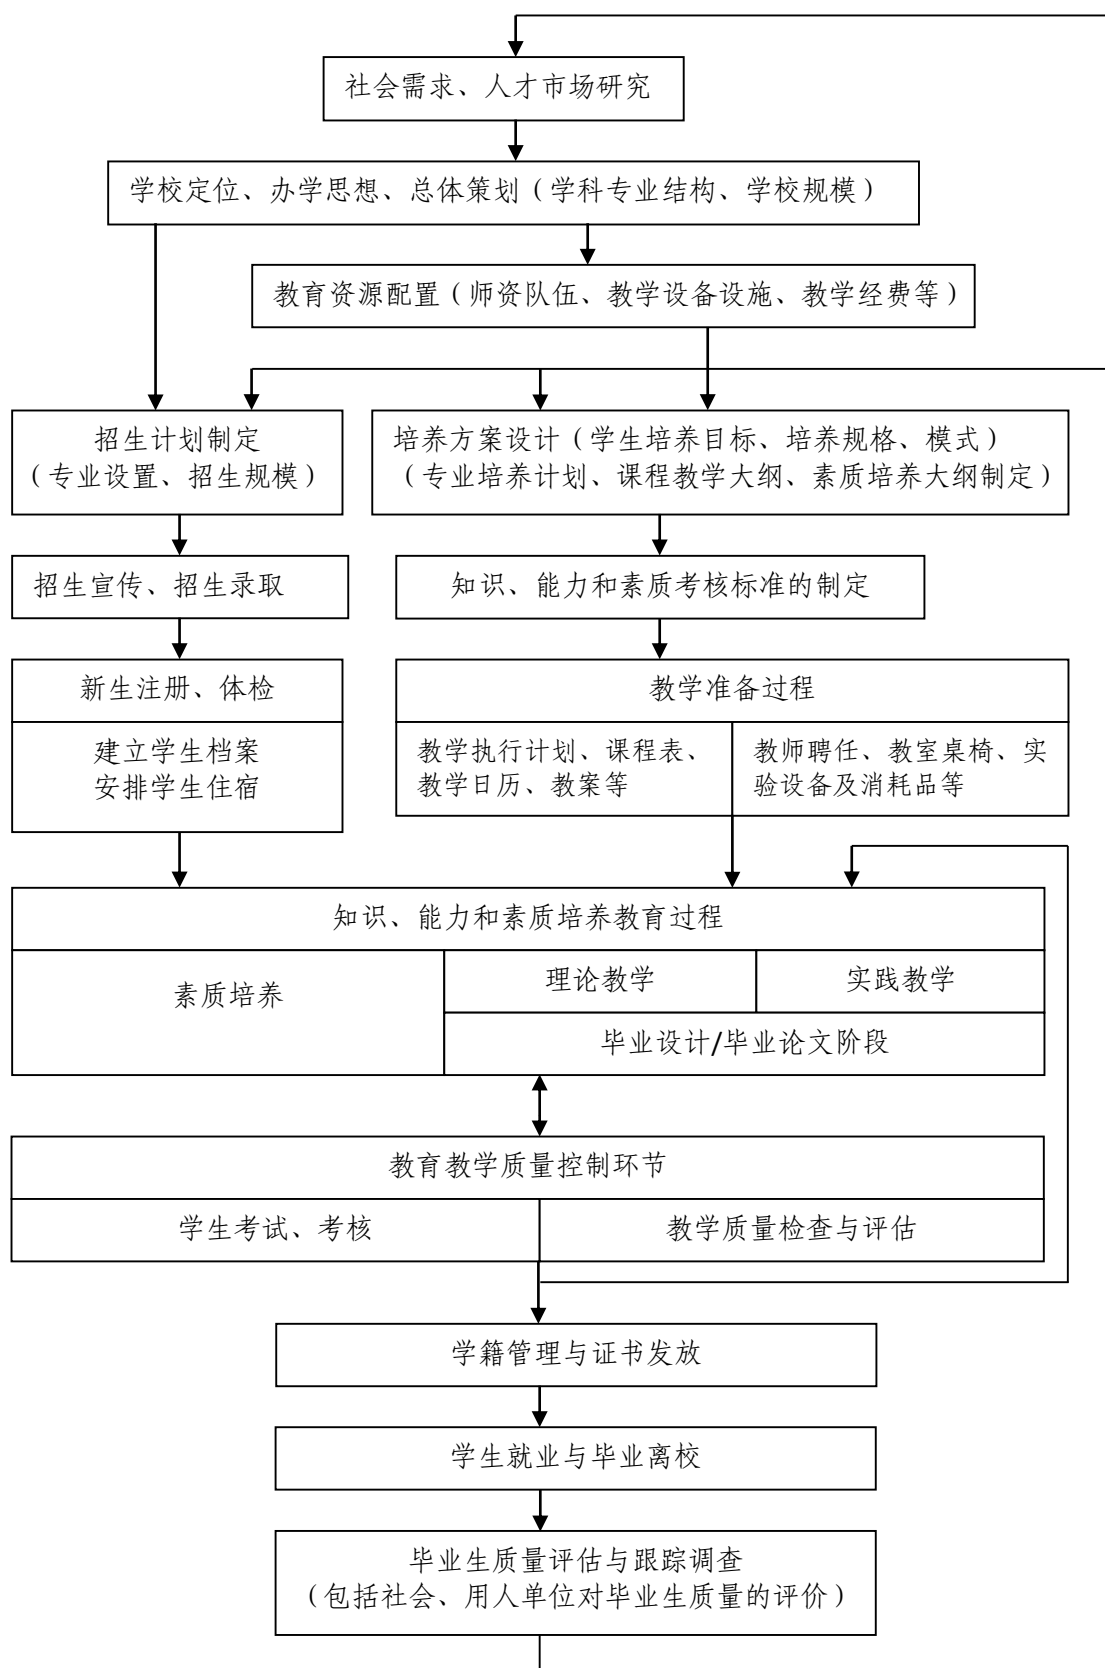 社会需求、人才市场研究
学校定位、办学思想、总体策划（学科专业结构、学校规模）
教育资源配置（师资队伍、教学设备设施、教学经费等）
招生计划制定
（专业设置、招生规模）
培养方案设计（学生培养目标、培养规格、模式）
（专业培养计划、课程教学大纲、素质培养大纲制定）
招生宣传、招生录取
知识、能力和素质考核标准的制定
新生注册、体检
建立学生档案
安排学生住宿
教学准备过程
教学执行计划、课程表、
教学日历、教案等
教师聘任、教室桌椅、实
验设备及消耗品等
知识、能力和素质培养教育过程
素质培养
理论教学
实践教学
毕业设计/毕业论文阶段
教育教学质量控制环节
学生考试、考核
教学质量检查与评估
学籍管理与证书发放
学生就业与毕业离校
毕业生质量评估与跟踪调查
（包括社会、用人单位对毕业生质量的评价）